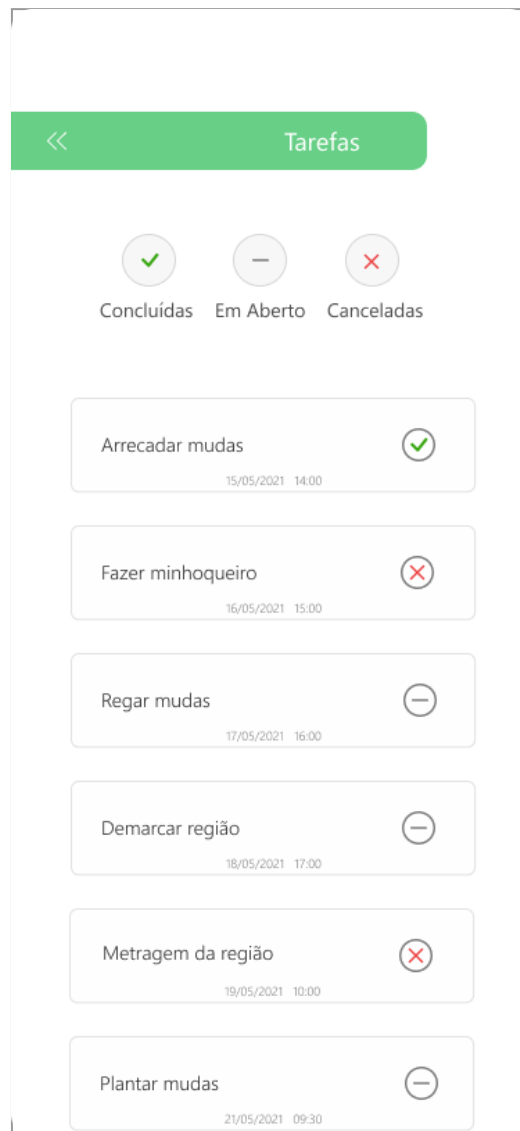 Tarefas
Concluídas Em Aberto Canceladas
Arrecadar mudas
15/05/2021 14:00
Fazer minhoqueiro
16/05/2021 15:00
Regar mudas
17/05/2021 16:00
Demarcar região
18/05/2021 17:00
Metragem da região
19/05/2021 10:00
Plantar mudas
21/05/2021 09:30